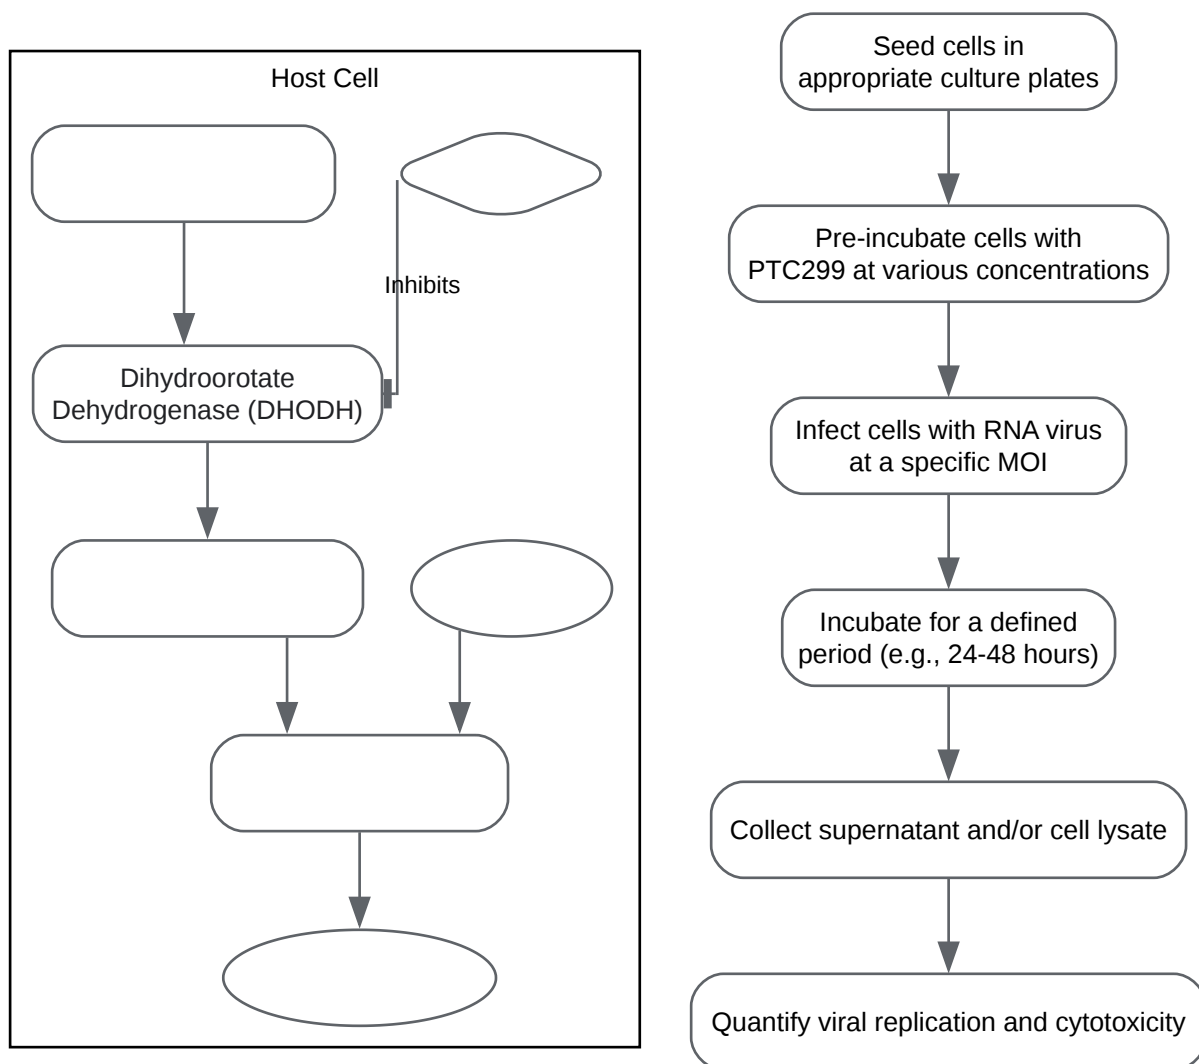 Host Cell
Inhibits
Dihydroorotate
Dehydrogenase (DHODH)
Seed cells in
appropriate culture plates
Pre-incubate cells with
PTC299 at various concentrations
Infect cells with RNA virus
at a specific MOI
Incubate for a defined
period (e.g., 24-48 hours)
Collect supernatant and/or cell lysate
Quantify viral replication and cytotoxicity